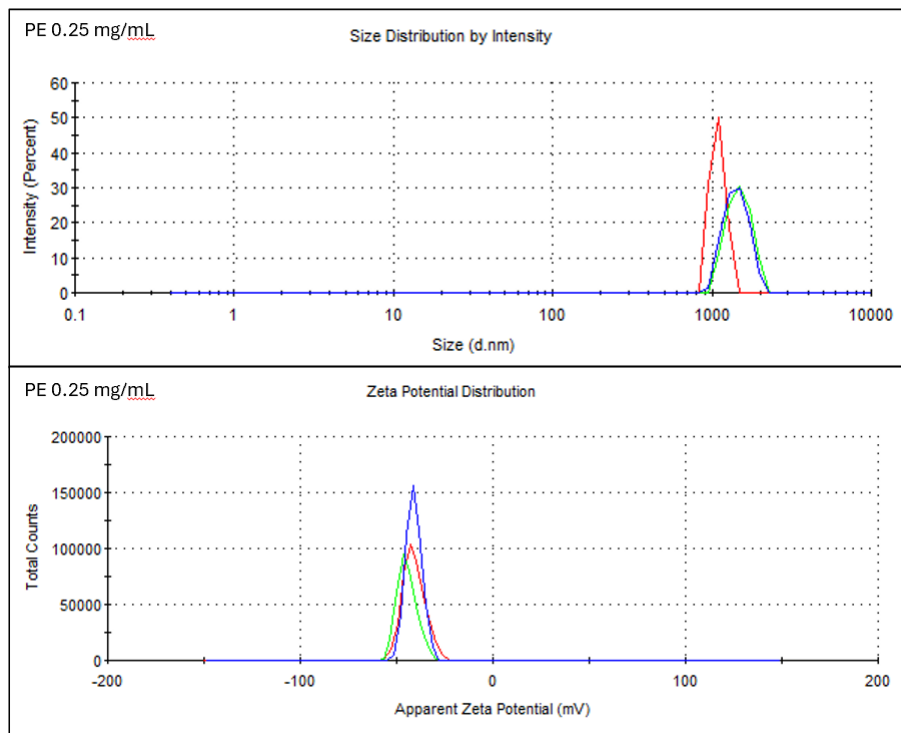 PE 0.25 mg/mL
Size Distribution by Intensity
60
50
40
30
20
10
0
Intensity (Percent)
0.1 1 10 100 1000 10000
Size (d.nm)
PE 0.25 mg/mL
Zeta Potential Distribution
200000
150000
100000
50000
0
Total Counts
-200 -100 0 100 200
Apparent Zeta Potential (mV)